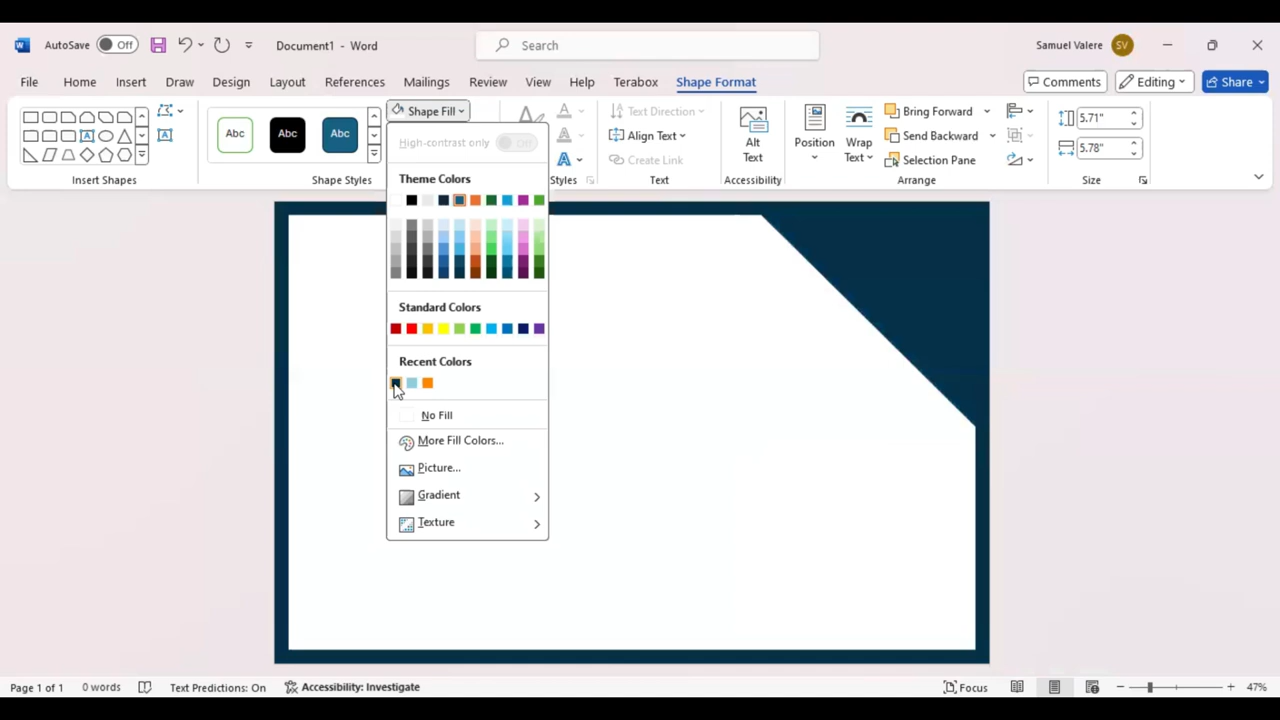 AutoSave Off Document1 - Word Search Samuel Valere SV
File Home Insert Draw Design Layout References Mailings Review View Help Terabox Shape Format Comments Editing Share
Abc Abc Abc Shape Fill Text Direction Bring Forward 5.71"
High-contrast only Off Align Text Alt Text Position Wrap Text Send Backward 5.78"
Create Link Selection Pane
Insert Shapes Shape Styles Styles Text Accessibility Arrange Size
Theme Colors
Standard Colors
Recent Colors
No Fill
More Fill Colors...
Picture...
Gradient
Texture
Page 1 of 1 0 words Text Predictions: On Accessibility: Investigate Focus 47%